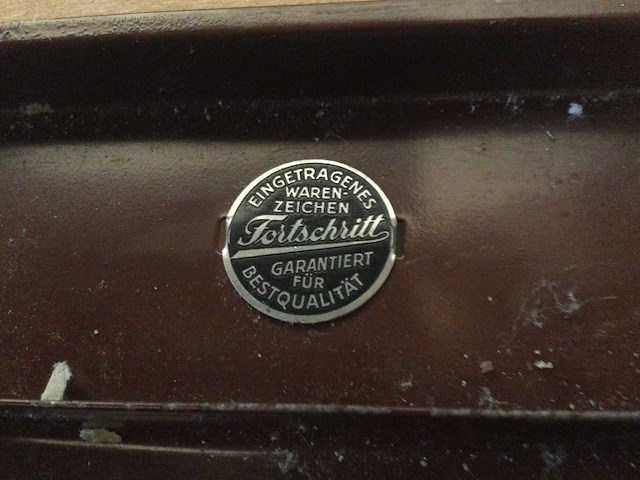 EINGETRAGENES
WAREN-
ZEICHEN
Fortschritt
GARANTIERT
FÜR
BESTQUALITÄT